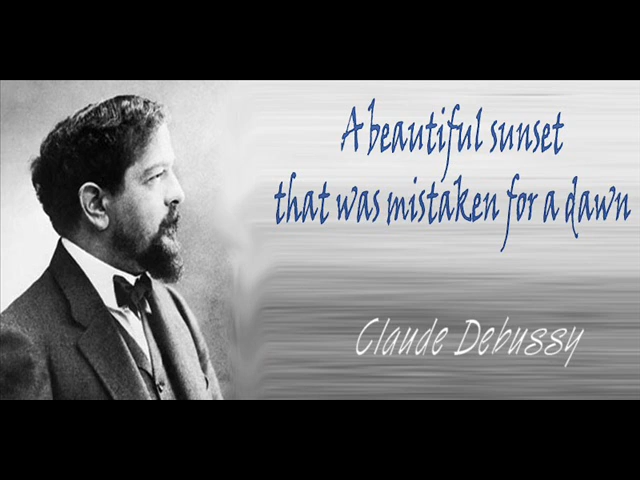 A beautiful sunset
that was mistaken for a dawn
Claude Debussy